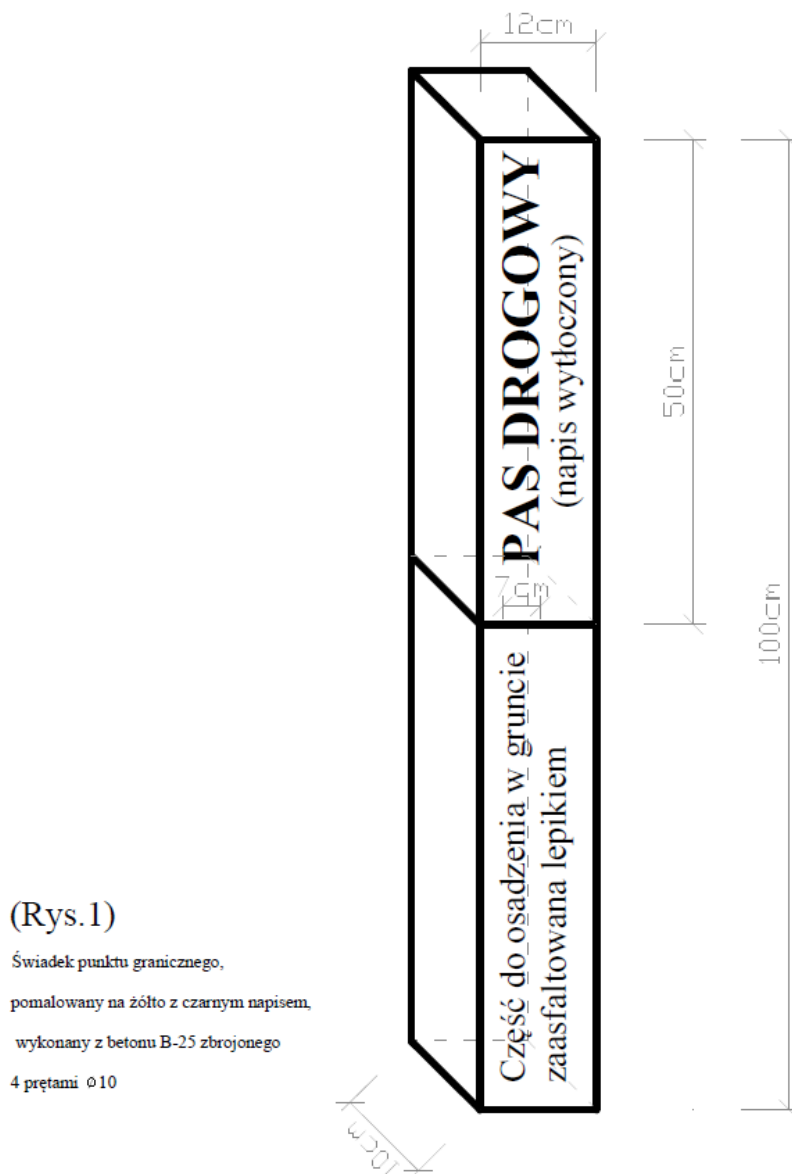 12cm
PAS DROGOWY
(napis wytłoczony)
50cm
7cm
100cm
Część do osadzenia w gruncie
zaasfaltowana lepikiem
(Rys.1)
Świadek punktu granicznego,
pomalowany na żółto z czarnym napisem,
wykonany z betonu B-25 zbrojonego
4 prętami ⌀10
10cm